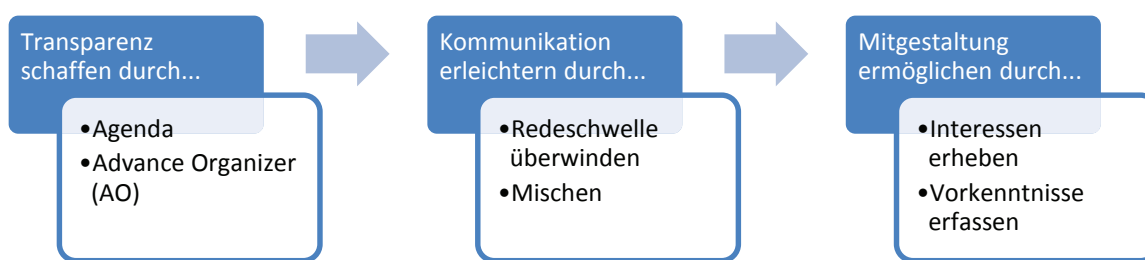 Transparenz
schaffen durch...
•Agenda
•Advance Organizer
(AO)
Kommunikation
erleichtern durch...
•Redeschwelle
überwinden
•Mischen
Mitgestaltung
ermöglichen durch...
•Interessen
erheben
•Vorkenntnisse
erfassen